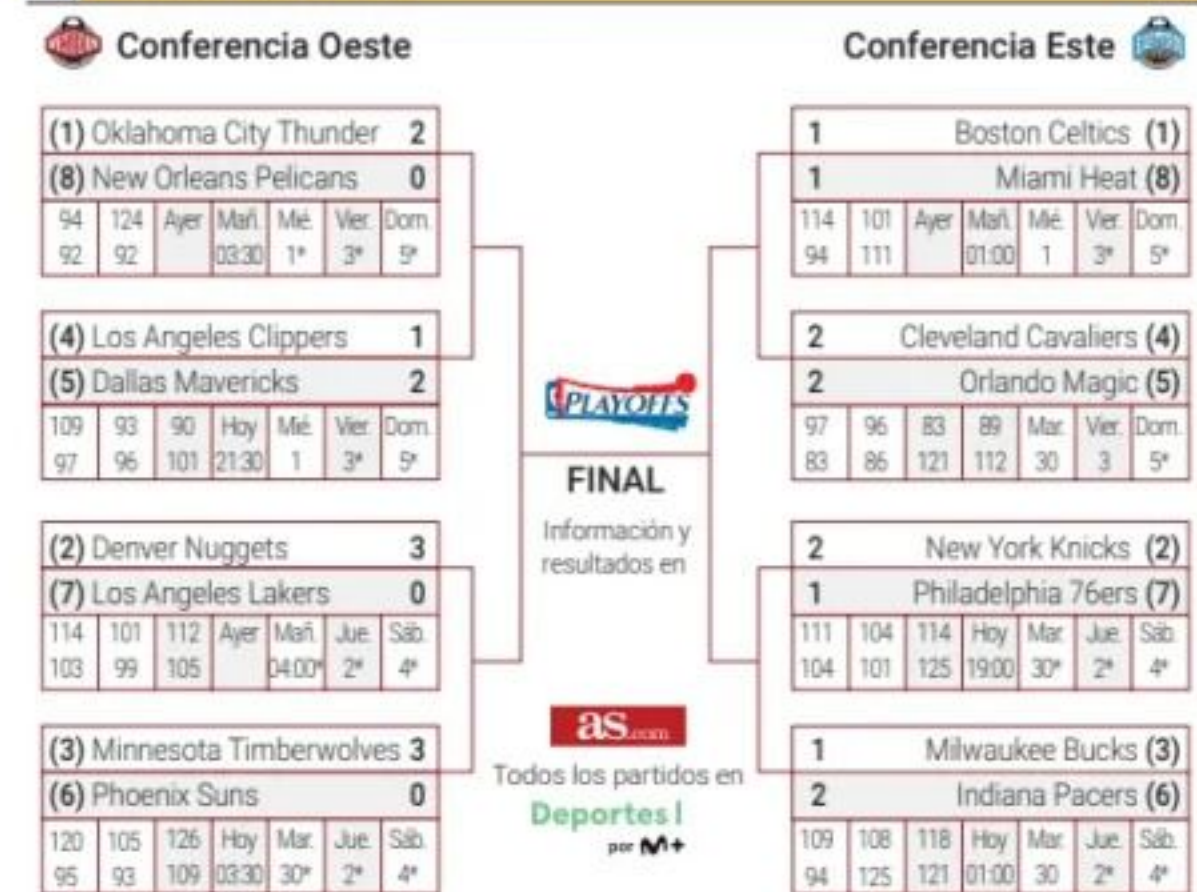 Conferencia Oeste
(1) Oklahoma City Thunder 2
(8) New Orleans Pelicans 0
94 124 Ayer Mañ. Mié. Vier. Dom.
92 92 03:30 1* 3* 5*
(4) Los Angeles Clippers 1
(5) Dallas Mavericks 2
109 93 90 Hoy Mié. Vier. Dom.
97 96 101 21:30 1 3* 5*
(2) Denver Nuggets 3
(7) Los Angeles Lakers 0
114 101 112 Ayer Mañ. Jue. Sáb.
103 99 105 04:00* 2* 4*
(3) Minnesota Timberwolves 3
(6) Phoenix Suns 0
120 105 126 Hoy Mar. Jue. Sáb.
95 93 109 03:30 30* 2* 4*
PLAYOFFS
FINAL
Información y
resultados en
as.com
Todos los partidos en
Deportes
por M+
Conferencia Este
1 Boston Celtics (1)
1 Miami Heat (8)
114 101 Ayer Mañ. Mié. Vier. Dom.
94 111 01:00 1 3* 5*
2 Cleveland Cavaliers (4)
2 Orlando Magic (5)
97 96 83 89 Mar. Vier. Dom.
83 86 121 112 30 3 5*
2 New York Knicks (2)
1 Philadelphia 76ers (7)
111 104 114 Hoy Mar. Jue. Sáb.
104 101 125 19:00 30* 2* 4*
1 Milwaukee Bucks (3)
2 Indiana Pacers (6)
109 108 118 Hoy Mar. Jue. Sáb.
94 125 121 01:00 30 2* 4*